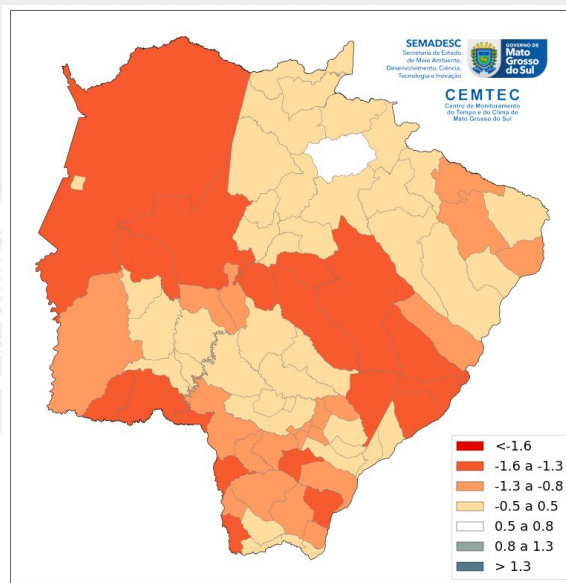 SEMADESC
Secretaria de Estado
de Meio Ambiente,
Desenvolvimento, Ciência,
Tecnologia e Inovação
GOVERNO DE
Mato
Grosso
do Sul
CEMTEC
Centro de Monitoramento
do Tempo e do Clima de
Mato Grosso do Sul
<-1.6
-1.6 a -1.3
-1.3 a -0.8
-0.5 a 0.5
0.5 a 0.8
0.8 a 1.3
> 1.3